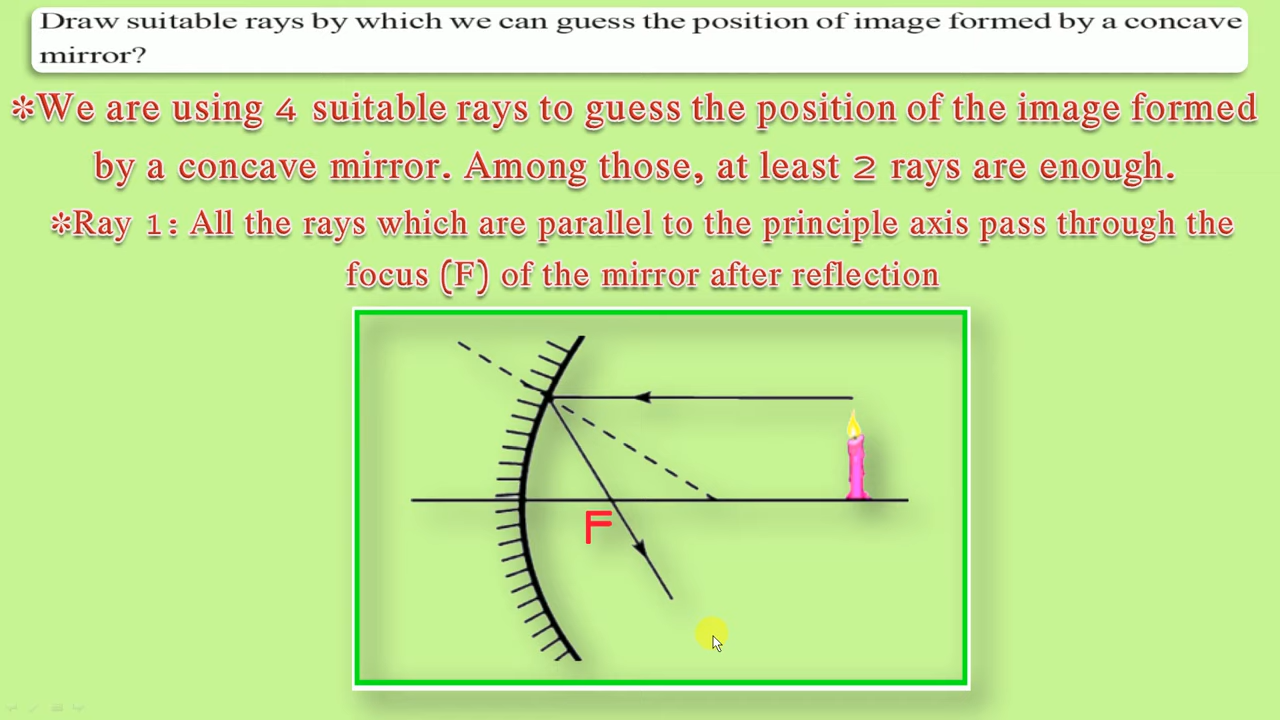 Draw suitable rays by which we can guess the position of image formed by a concave
mirror?
*We are using 4 suitable rays to guess the position of the image formed
by a concave mirror. Among those, at least 2 rays are enough.
*Ray 1: All the rays which are parallel to the principle axis pass through the
focus (F) of the mirror after reflection
F